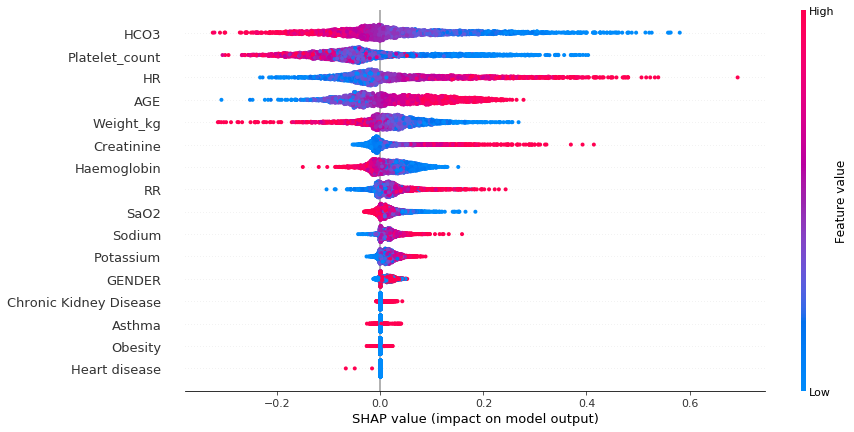 High
HCO3
Platelet_count
HR
AGE
Weight_kg
Creatinine
Haemoglobin
RR
SaO2
Sodium
Potassium
GENDER
Chronic Kidney Disease
Asthma
Obesity
Heart disease
Feature value
Low
−0.2 0.0 0.2 0.4 0.6
SHAP value (impact on model output)